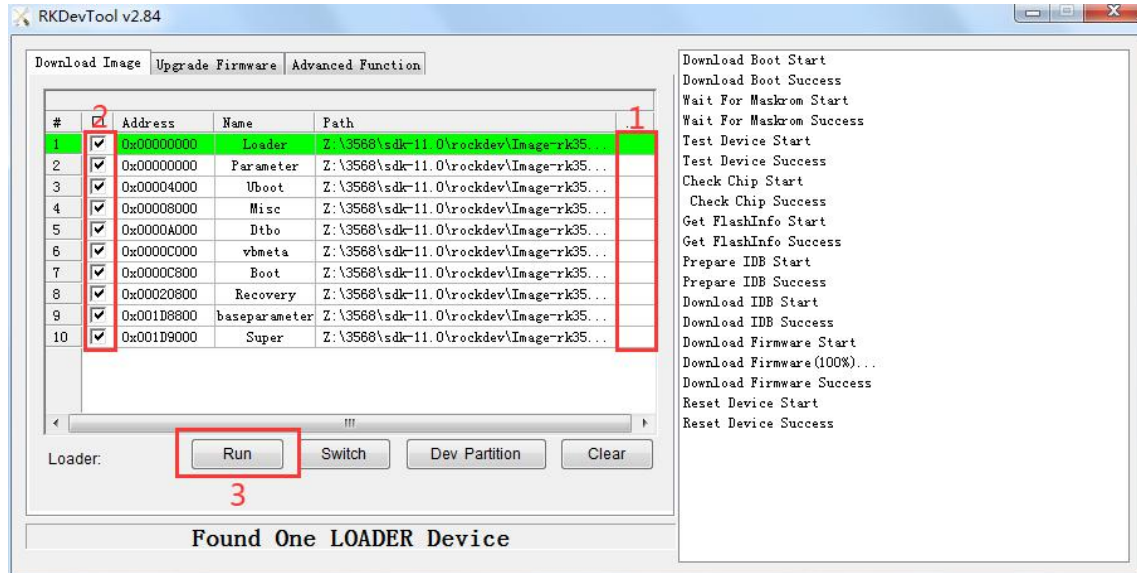 RKDevTool v2.84
Download Image Upgrade Firmware Advanced Function
# 2 Address Name Path ... 1
1 0x00000000 Loader Z:\3568\sdk-11.0\rockdev\Image-rk35...
2 0x00000000 Parameter Z:\3568\sdk-11.0\rockdev\Image-rk35...
3 0x00004000 Uboot Z:\3568\sdk-11.0\rockdev\Image-rk35...
4 0x00008000 Misc Z:\3568\sdk-11.0\rockdev\Image-rk35...
5 0x0000A000 Dtbo Z:\3568\sdk-11.0\rockdev\Image-rk35...
6 0x0000C000 vbmeta Z:\3568\sdk-11.0\rockdev\Image-rk35...
7 0x0000C800 Boot Z:\3568\sdk-11.0\rockdev\Image-rk35...
8 0x00020800 Recovery Z:\3568\sdk-11.0\rockdev\Image-rk35...
9 0x001D8800 baseparameter Z:\3568\sdk-11.0\rockdev\Image-rk35...
10 0x001D9000 Super Z:\3568\sdk-11.0\rockdev\Image-rk35...
Loader: Run Switch Dev Partition Clear
3
Found One LOADER Device
Download Boot Start
Download Boot Success
Wait For Maskrom Start
Wait For Maskrom Success
Test Device Start
Test Device Success
Check Chip Start
Check Chip Success
Get FlashInfo Start
Get FlashInfo Success
Prepare IDB Start
Prepare IDB Success
Download IDB Start
Download IDB Success
Download Firmware Start
Download Firmware(100%)...
Download Firmware Success
Reset Device Start
Reset Device Success